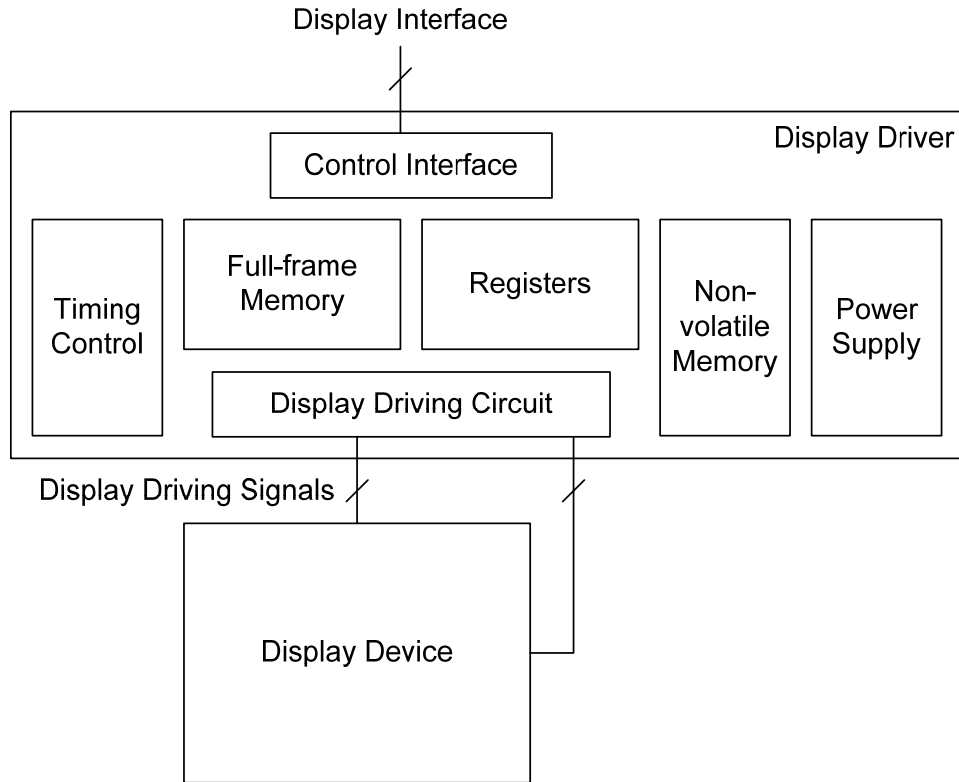 Display Interface
Display Driver
Control Interface
Timing
Control
Full-frame
Memory
Registers
Non-
volatile
Memory
Power
Supply
Display Driving Circuit
Display Driving Signals
Display Device